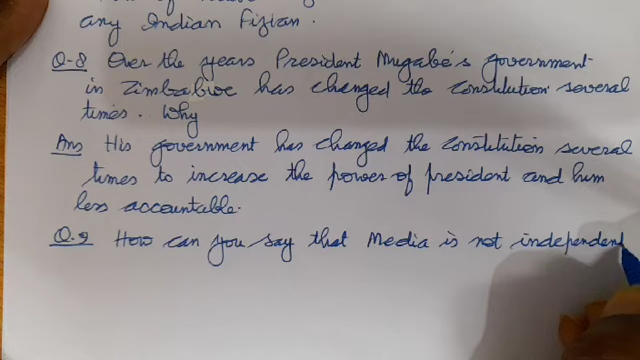 any Indian Fijian.
Q-8 Over the years President Mugabe's government
in Zimbabwe has changed the constitution several
times. Why
Ans His government has changed the constitution several
times to increase the power of president and him
less accountable.
Q.9 How can you say that Media is not independent